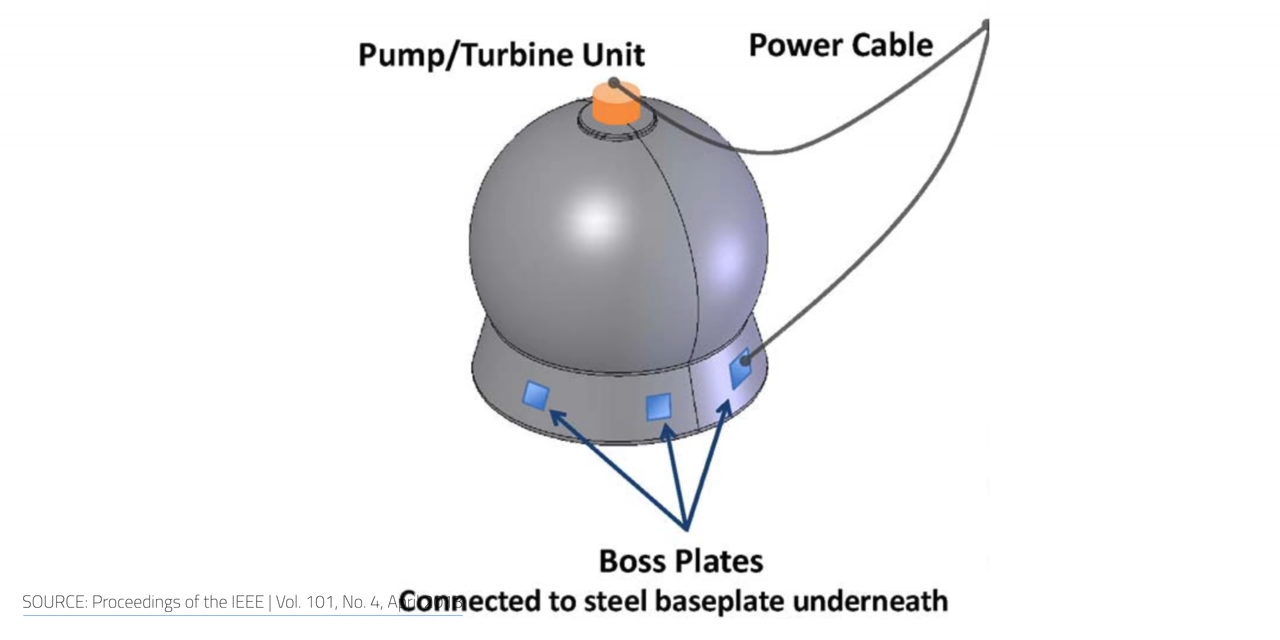 Pump/Turbine Unit
Power Cable
Boss Plates
Connected to steel baseplate underneath
SOURCE: Proceedings of the IEEE | Vol. 101, No. 4,